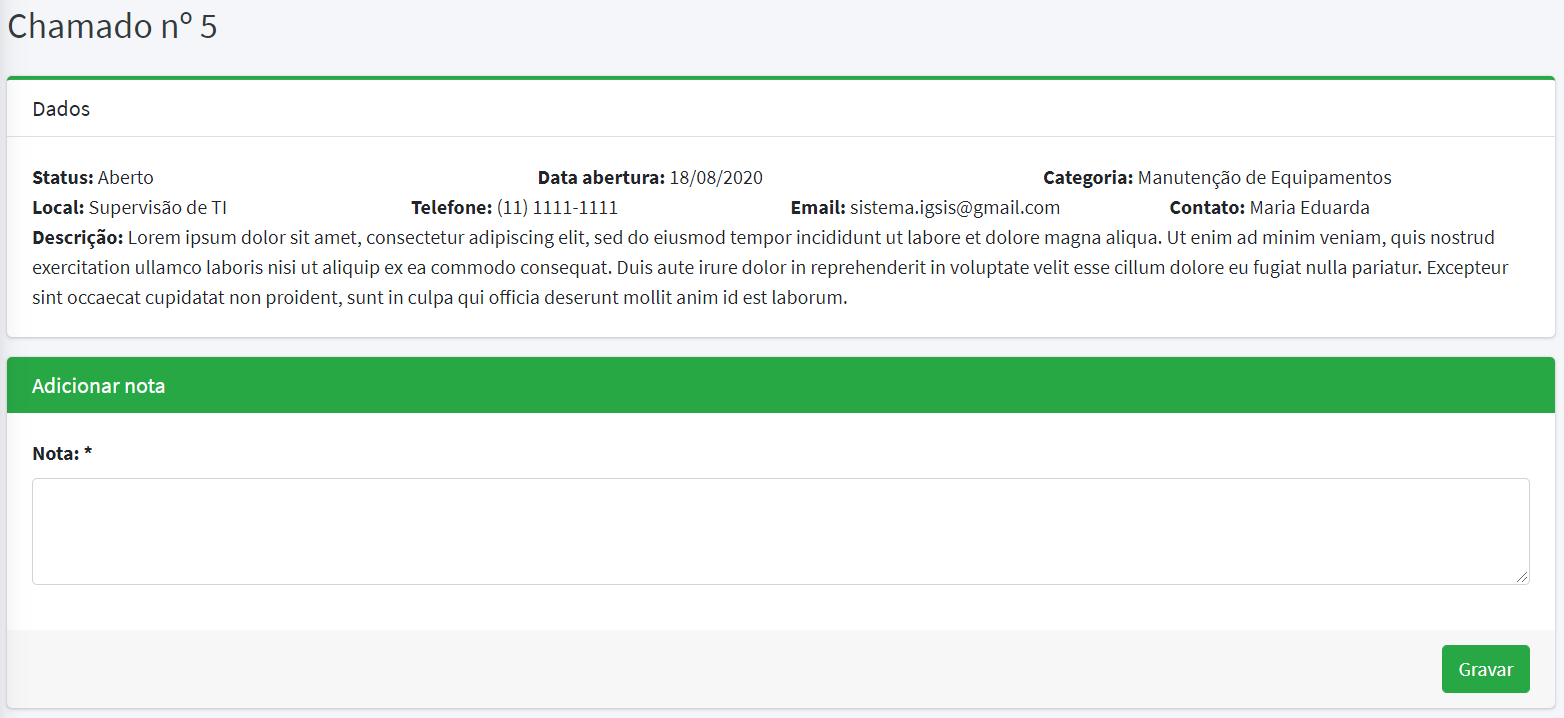 Chamado nº 5
Dados
Status: Aberto Data abertura: 18/08/2020 Categoria: Manutenção de Equipamentos
Local: Supervisão de TI Telefone: (11) 1111-1111 Email: sistema.igsis@gmail.com Contato: Maria Eduarda
Descrição: Lorem ipsum dolor sit amet, consectetur adipiscing elit, sed do eiusmod tempor incididunt ut labore et dolore magna aliqua. Ut enim ad minim veniam, quis nostrud
exercitation ullamco laboris nisi ut aliquip ex ea commodo consequat. Duis aute irure dolor in reprehenderit in voluptate velit esse cillum dolore eu fugiat nulla pariatur. Excepteur
sint occaecat cupidatat non proident, sunt in culpa qui officia deserunt mollit anim id est laborum.
Adicionar nota
Nota: *
Gravar